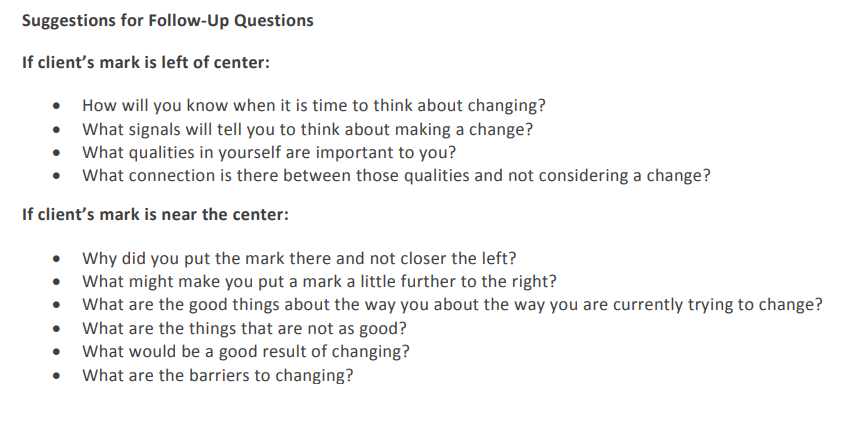 Suggestions for Follow-Up Questions
If client’s mark is left of center:
• How will you know when it is time to think about changing?
• What signals will tell you to think about making a change?
• What qualities in yourself are important to you?
• What connection is there between those qualities and not considering a change?
If client’s mark is near the center:
• Why did you put the mark there and not closer the left?
• What might make you put a mark a little further to the right?
• What are the good things about the way you about the way you are currently trying to change?
• What are the things that are not as good?
• What would be a good result of changing?
• What are the barriers to changing?